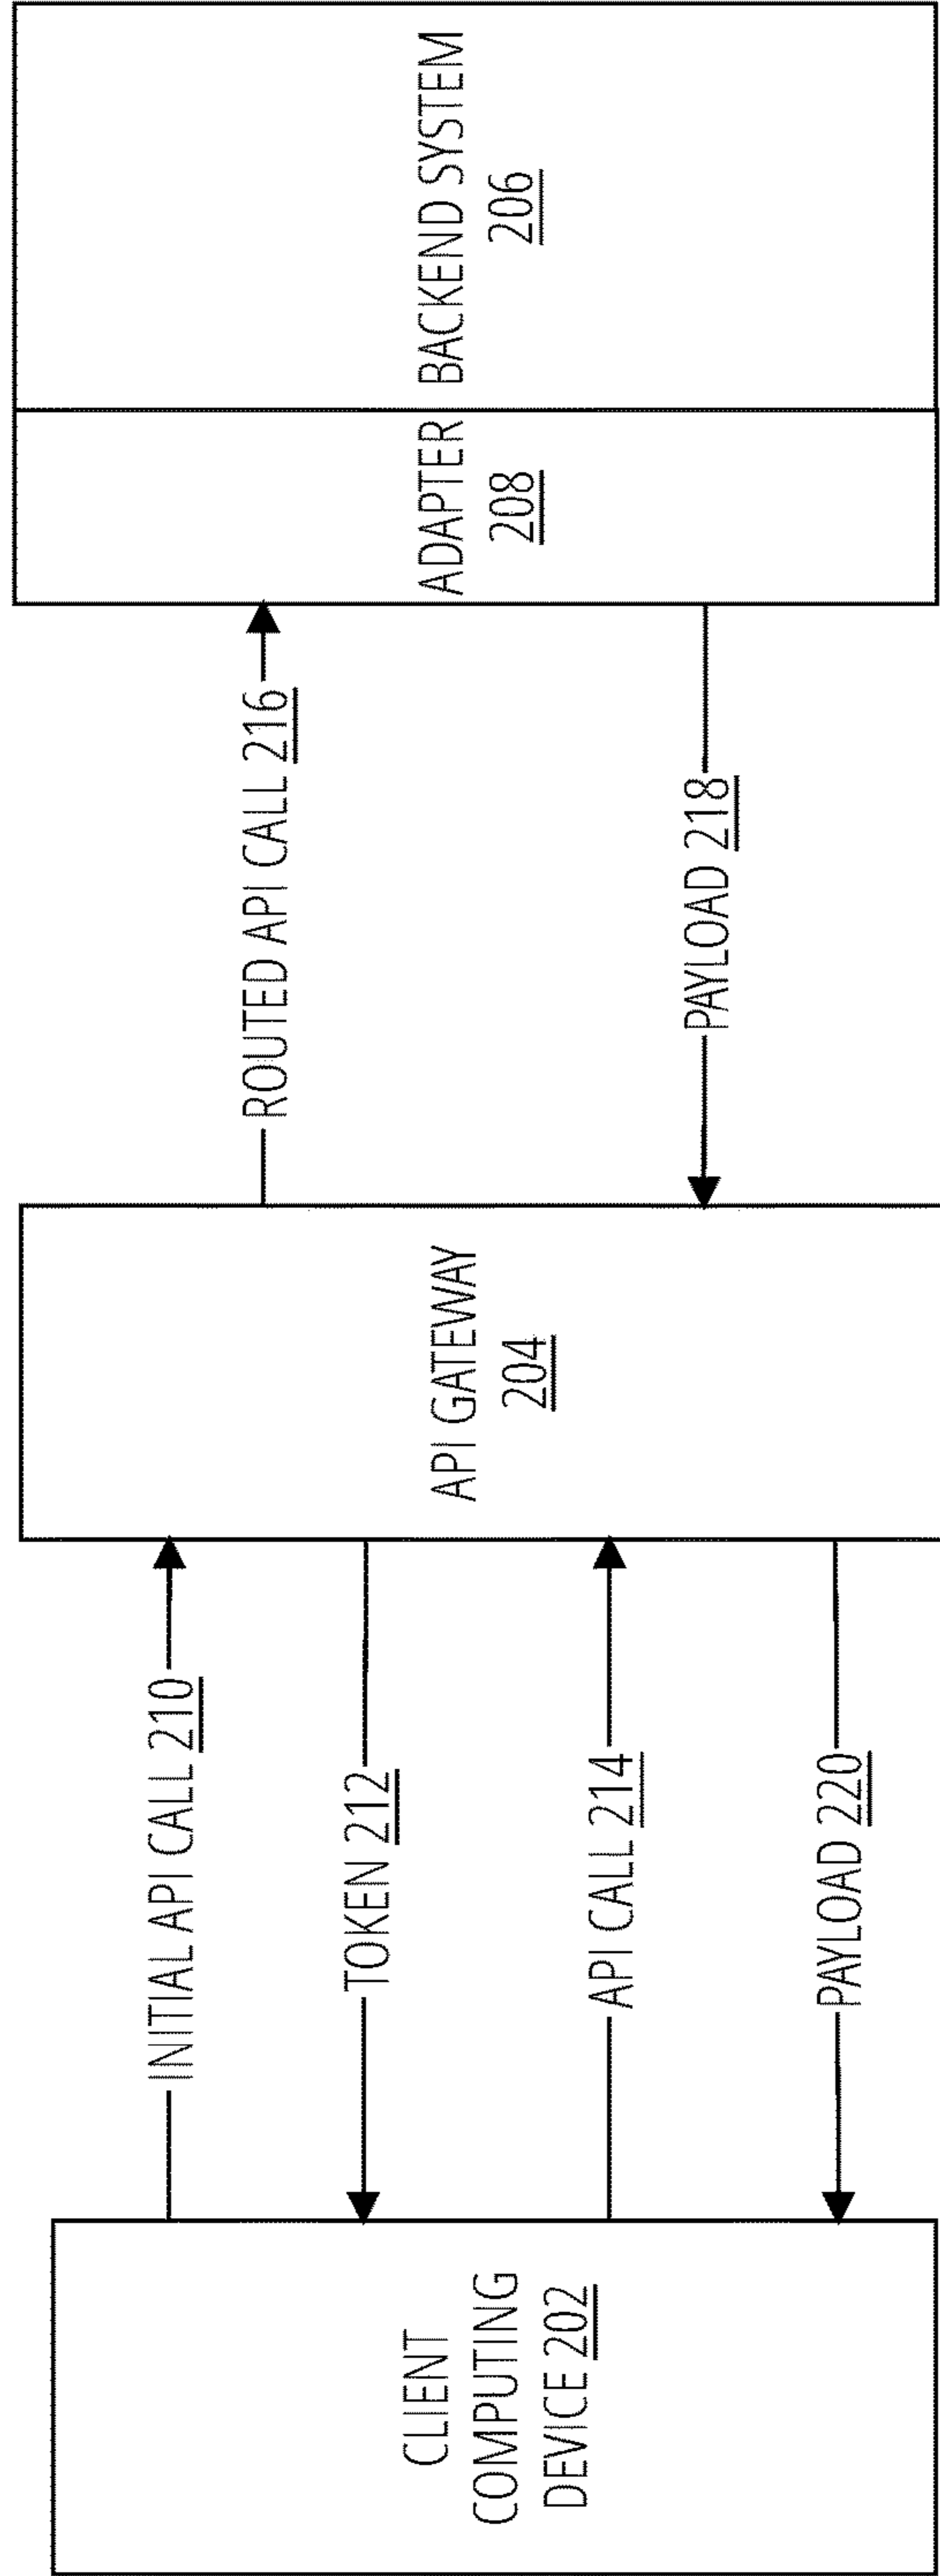 CLIENT
COMPUTING
DEVICE 202
INITIAL API CALL 210
TOKEN 212
API CALL 214
PAYLOAD 220
API GATEWAY
204
ROUTED API CALL 216
PAYLOAD 218
ADAPTER
208
BACKEND SYSTEM
206